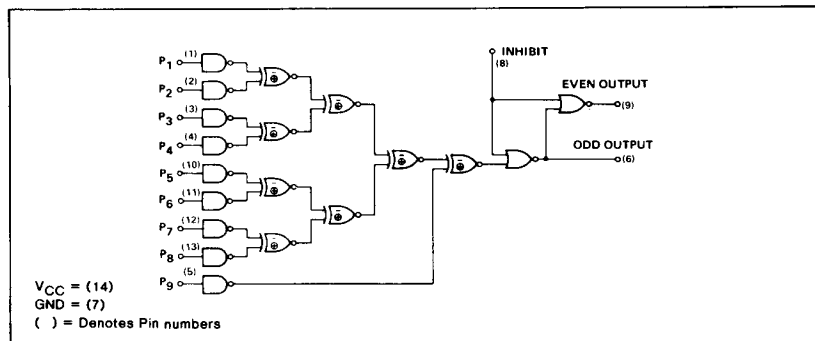 INHIBIT
(8)
P1 (1)
P2 (2)
P3 (3)
P4 (4)
P5 (10)
P6 (11)
P7 (12)
P8 (13)
P9 (5)
EVEN OUTPUT
(9)
ODD OUTPUT
(6)
VCC = (14)
GND = (7)
( ) = Denotes Pin numbers